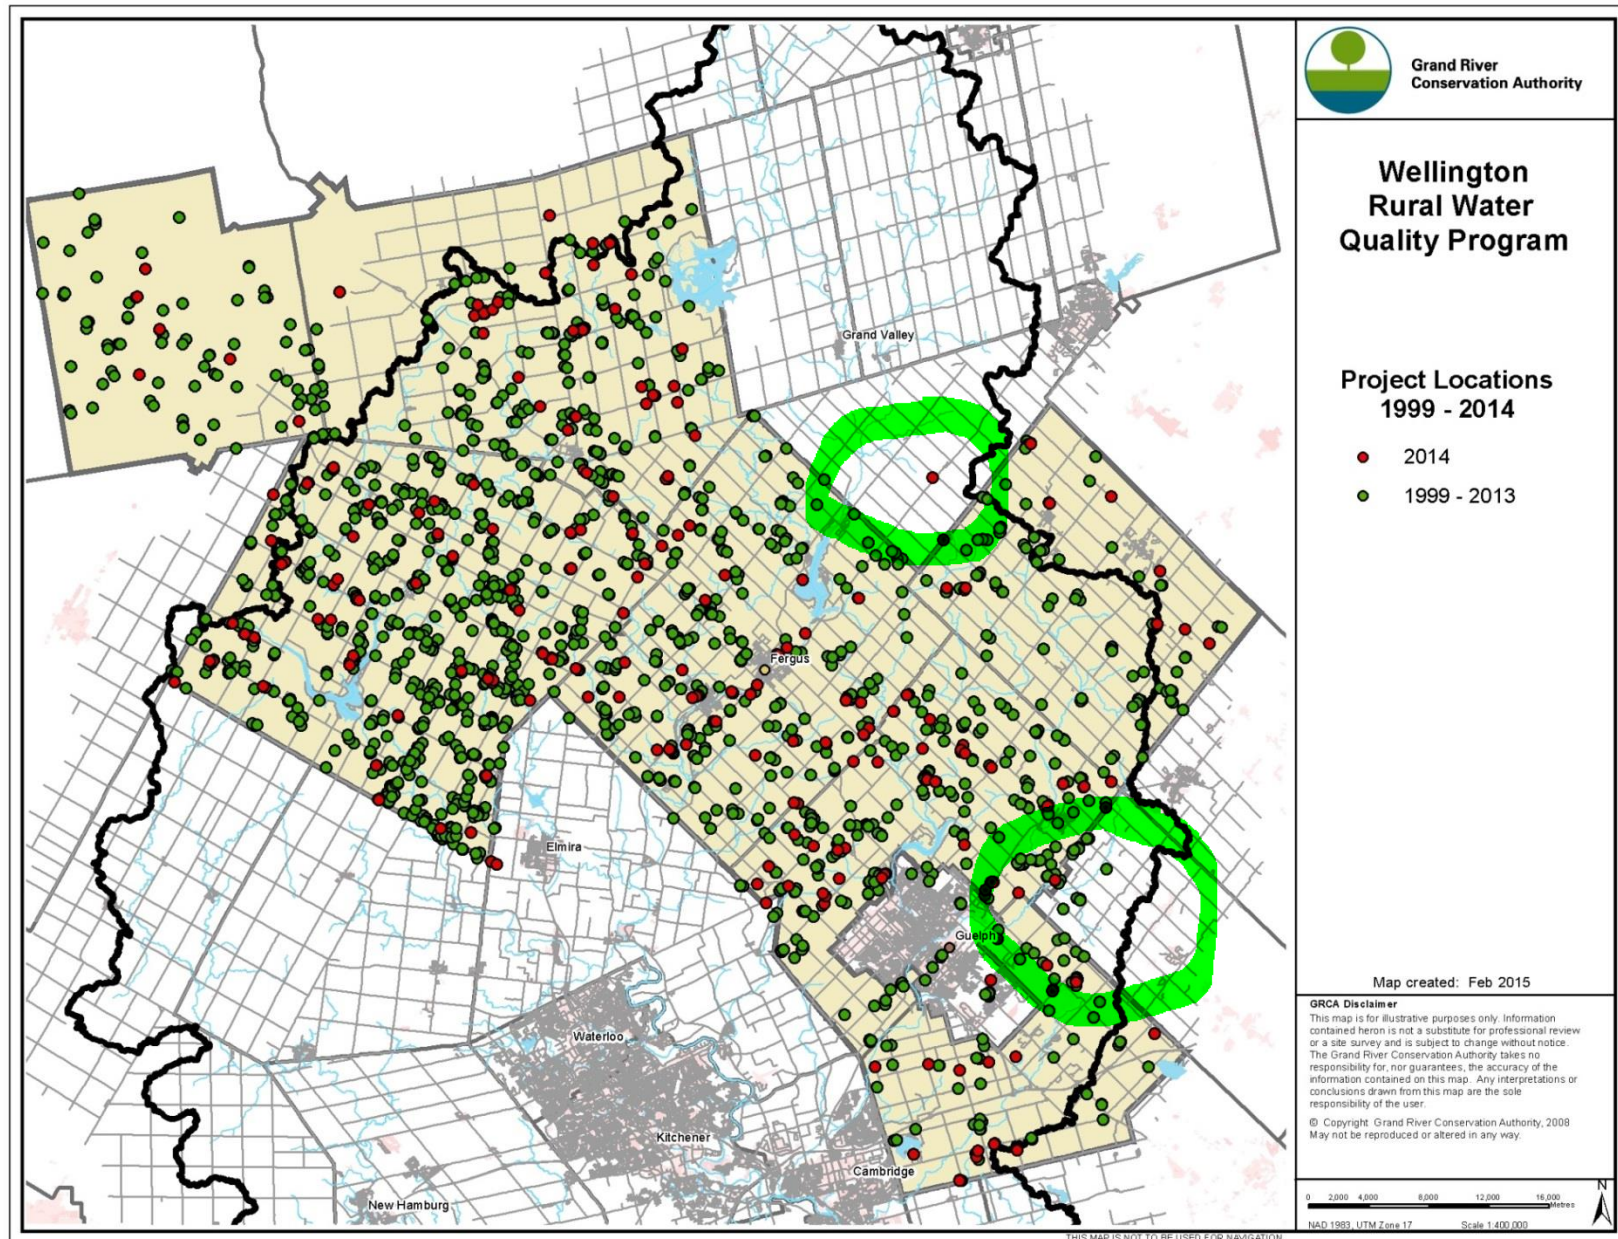 Grand River
Conservation Authority
Wellington
Rural Water
Quality Program
Project Locations
1999 - 2014
2014
1999 - 2013
Grand Valley
Fergus
Elmira
Guelph
Waterloo
Kitchener
Cambridge
New Hamburg
Map created: Feb 2015
GRCA Disclaimer
This map is for illustrative purposes only. Information
contained heron is not a substitute for professional review
or a site survey and is subject to change without notice.
The Grand River Conservation Authority takes no
responsibility for, nor guarantees, the accuracy of the
information contained on this map. Any interpretations or
conclusions drawn from this map are the sole
responsibility of the user.
© Copyright Grand River Conservation Authority, 2008
May not be reproduced or altered in any way.
N
0 2,000 4,000 8,000 12,000 16,000
Metres
NAD 1983, UTM Zone 17 Scale 1:400,000
THIS MAP IS NOT TO BE USED FOR NAVIGATION